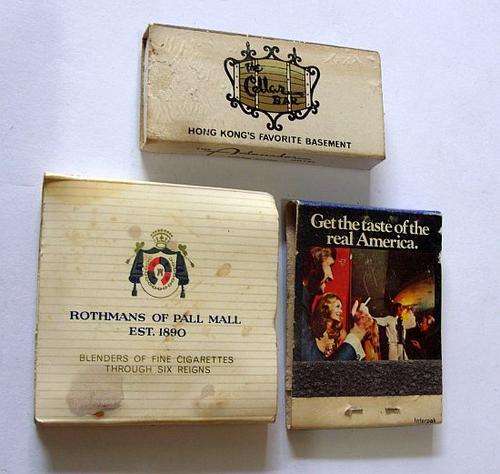 The
Cellar
BAR
HONG KONG'S FAVORITE BASEMENT
ROTHMANS OF PALL MALL
EST. 1890
BLENDERS OF FINE CIGARETTES
THROUGH SIX REIGNS
Get the taste of the
real America.